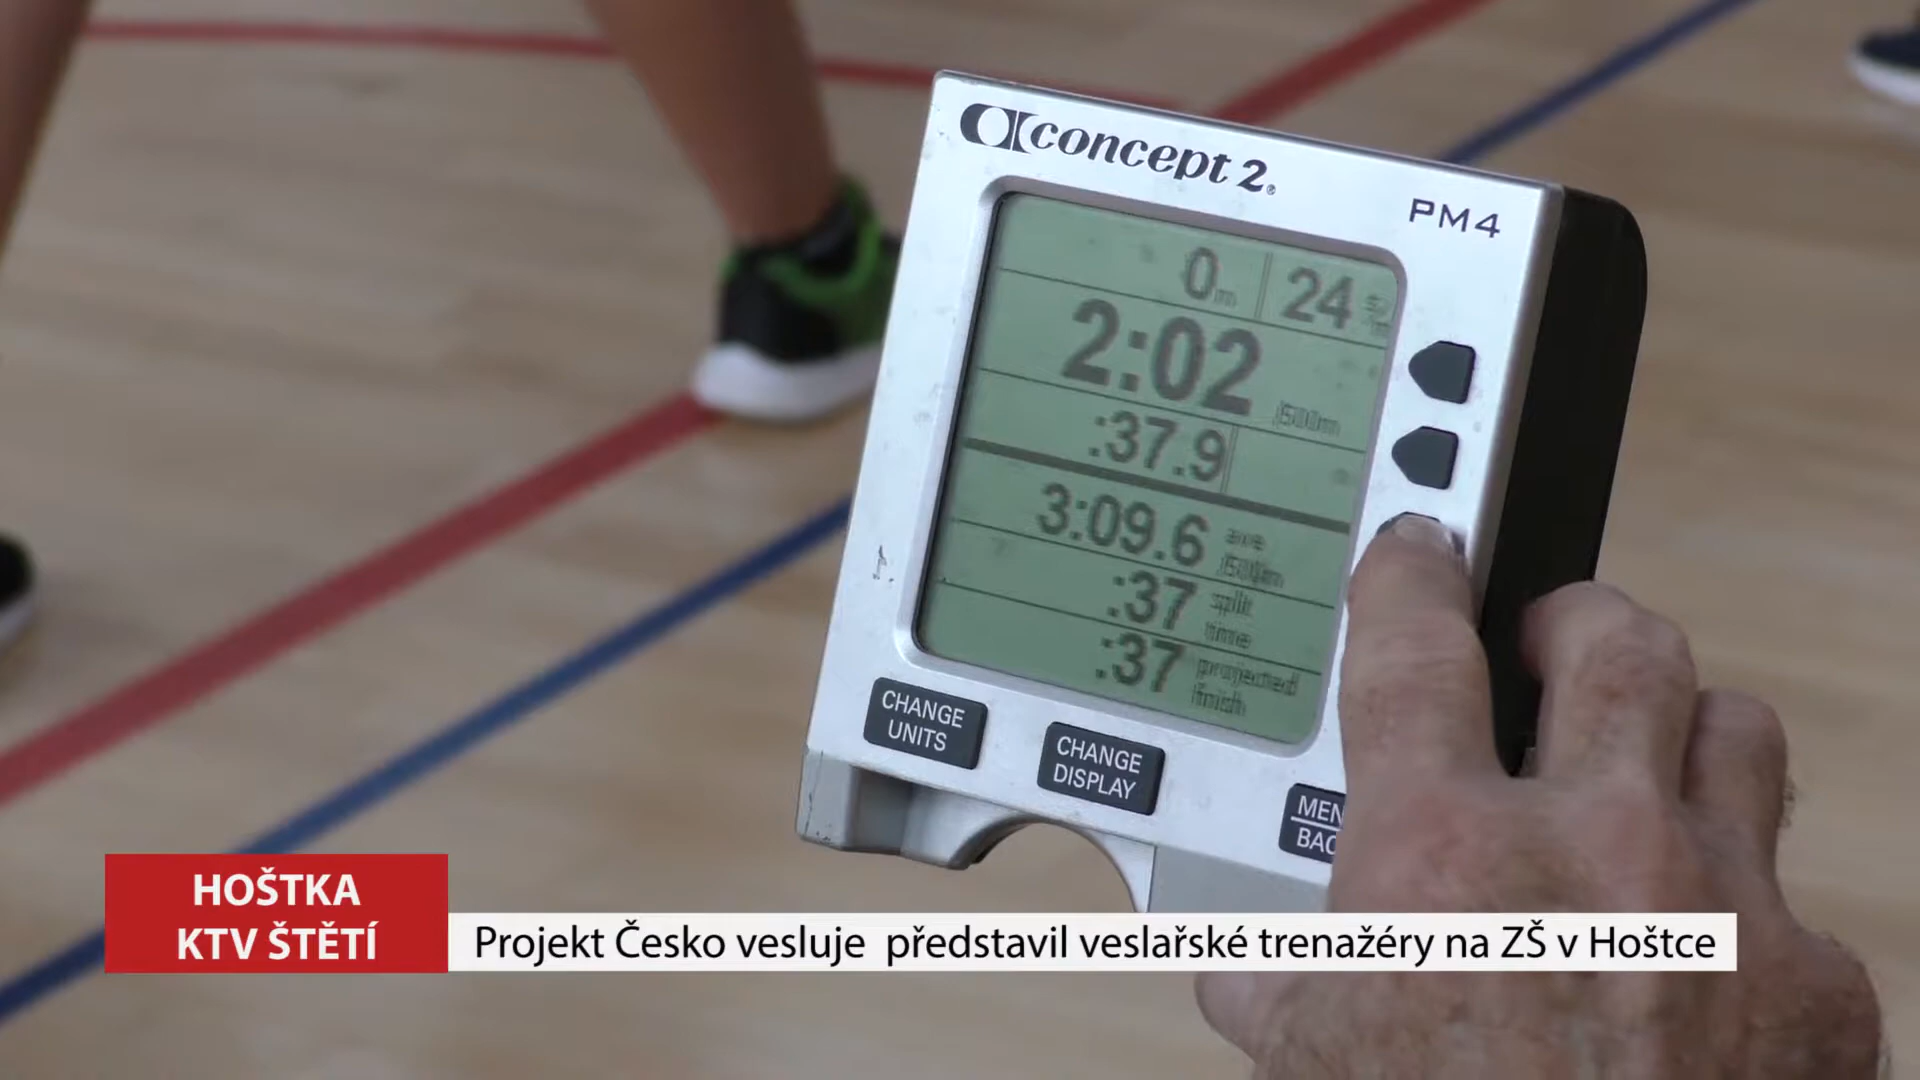 concept 2®
PM4
0m 24
2:02 /500m
:37.9
3:09.6 ave
/500m
:37 split
time
:37 projected
finish
CHANGE
UNITS
CHANGE
DISPLAY
HOŠTKA
KTV ŠTĚTÍ
Projekt Česko vesluje představil veslařské trenažéry na ZŠ v Hoštce